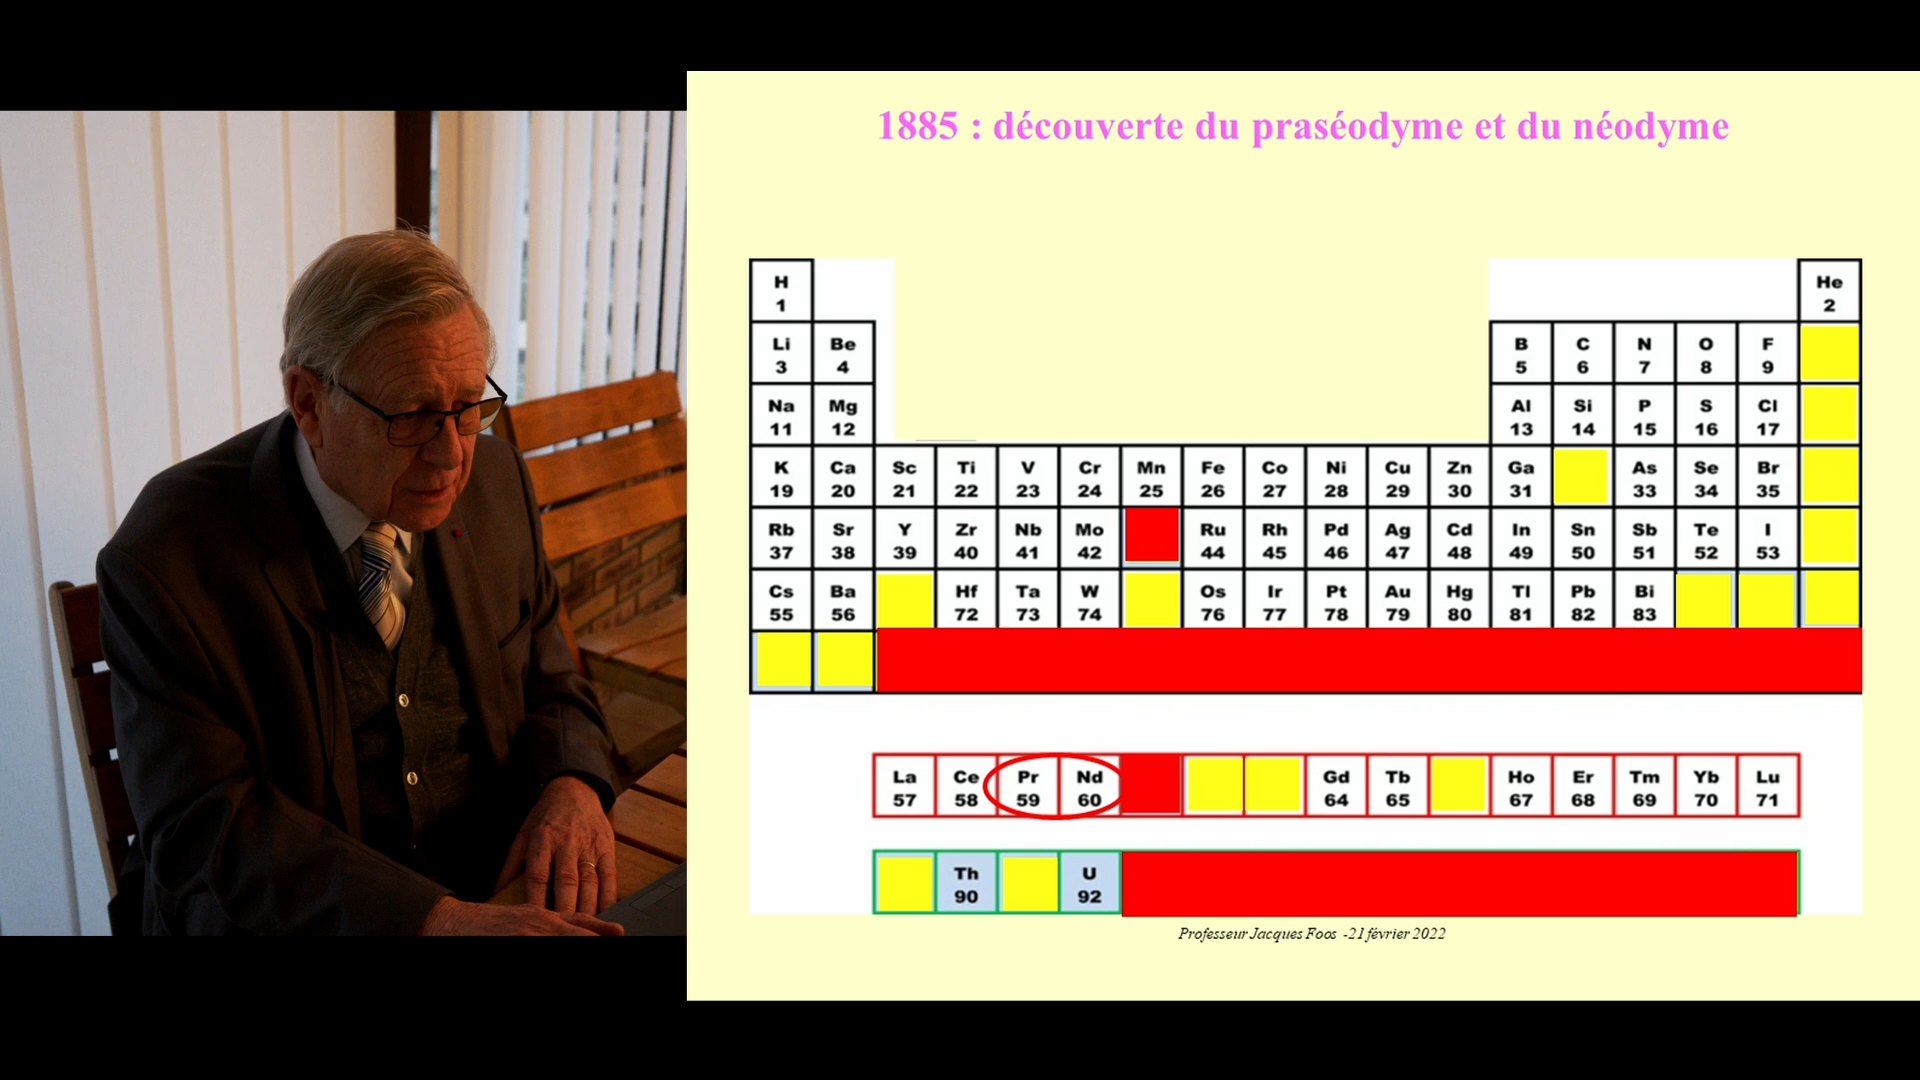 1885 : découverte du praséodyme et du néodyme
H He
1 2
Li Be B C N O F
3 4 5 6 7 8 9
Na Mg Al Si P S Cl
11 12 13 14 15 16 17
K Ca Sc Ti V Cr Mn Fe Co Ni Cu Zn Ga As Se Br
19 20 21 22 23 24 25 26 27 28 29 30 31 33 34 35
Rb Sr Y Zr Nb Mo Ru Rh Pd Ag Cd In Sn Sb Te I
37 38 39 40 41 42 44 45 46 47 48 49 50 51 52 53
Cs Ba Hf Ta W Os Ir Pt Au Hg Tl Pb Bi
55 56 72 73 74 76 77 78 79 80 81 82 83
La Ce Pr Nd Gd Tb Ho Er Tm Yb Lu
57 58 59 60 64 65 67 68 69 70 71
Th U
90 92
Professeur Jacques Foos -21 février 2022